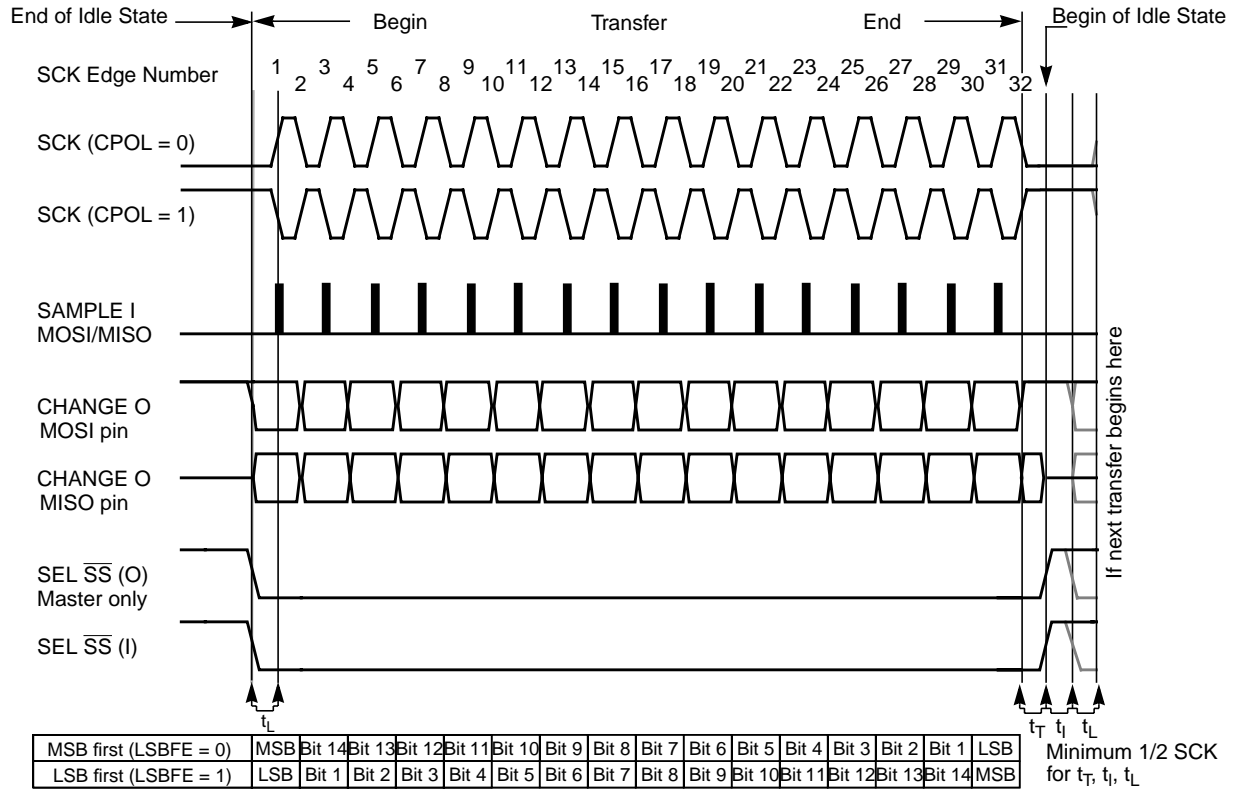 End of Idle State
Begin
Transfer
End
Begin of Idle State
SCK Edge Number
1 3 5 7 9 11 13 15 17 19 21 23 25 27 29 31
2 4 6 8 10 12 14 16 18 20 22 24 26 28 30 32
SCK (CPOL = 0)
SCK (CPOL = 1)
SAMPLE I
MOSI/MISO
CHANGE O
MOSI pin
CHANGE O
MISO pin
SEL SS (O)
Master only
SEL SS (I)
If next transfer begins here
tL
tT tI tL
MSB first (LSBFE = 0) MSB Bit 14 Bit 13 Bit 12 Bit 11 Bit 10 Bit 9 Bit 8 Bit 7 Bit 6 Bit 5 Bit 4 Bit 3 Bit 2 Bit 1 LSB
LSB first (LSBFE = 1) LSB Bit 1 Bit 2 Bit 3 Bit 4 Bit 5 Bit 6 Bit 7 Bit 8 Bit 9 Bit 10 Bit 11 Bit 12 Bit 13 Bit 14 MSB
Minimum 1/2 SCK
for tT, tI, tL